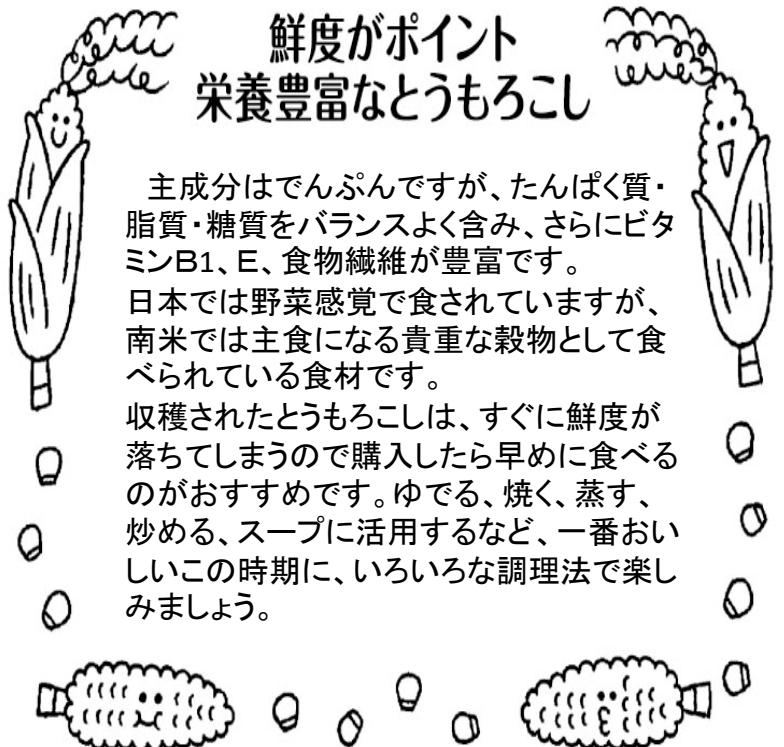 鮮度がポイント
栄養豊富なとうもろこし
主成分はでんぷんですが、たんぱく質・
脂質・糖質をバランスよく含み、さらにビタ
ミンB1、E、食物繊維が豊富です。
日本では野菜感覚で食されていますが、
南米では主食になる貴重な穀物として食
べられている食材です。
収穫されたとうもろこしは、すぐに鮮度が
落ちてしまうので購入したら早めに食べる
のがおすすめです。ゆでる、焼く、蒸す、
炒める、スープに活用するなど、一番おい
しいこの時期に、いろいろな調理法で楽し
みましょう。